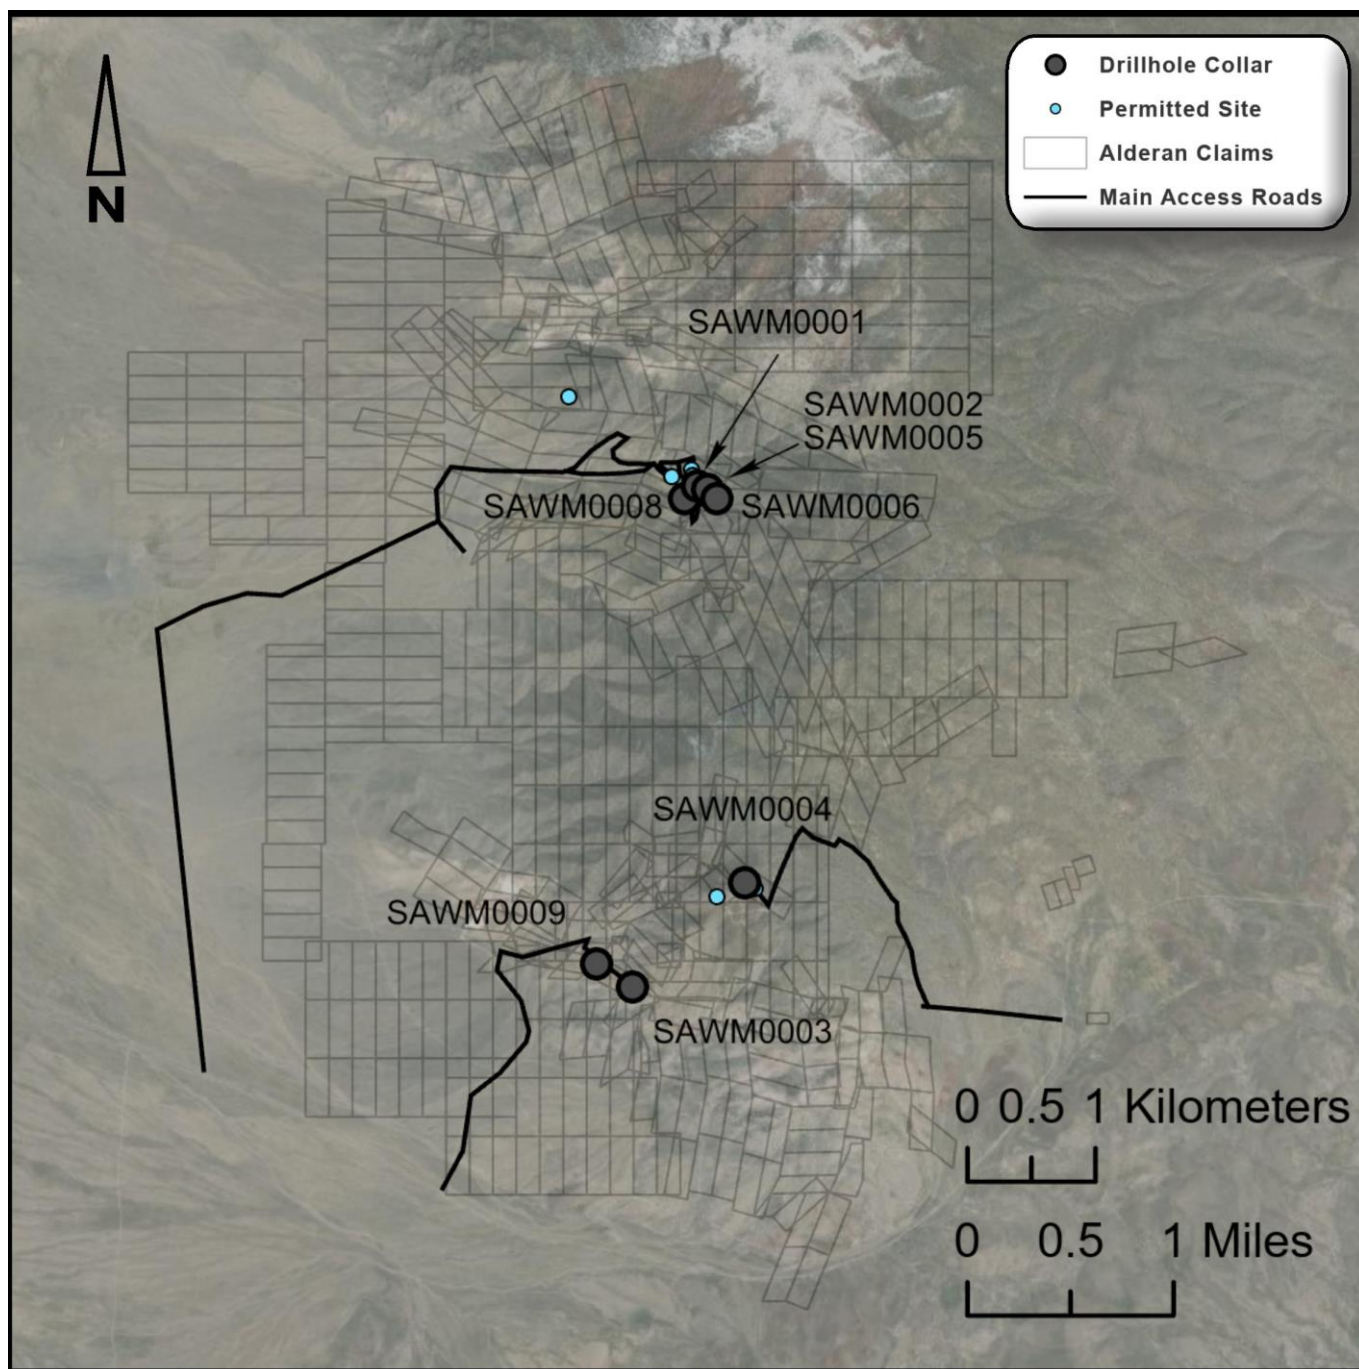 Drillhole Collar
Permitted Site
Alderan Claims
Main Access Roads
N
SAWM0001
SAWM0002
SAWM0005
SAWM0008
SAWM0006
SAWM0004
SAWM0009
SAWM0003
0 0.5 1 Kilometers
0 0.5 1 Miles